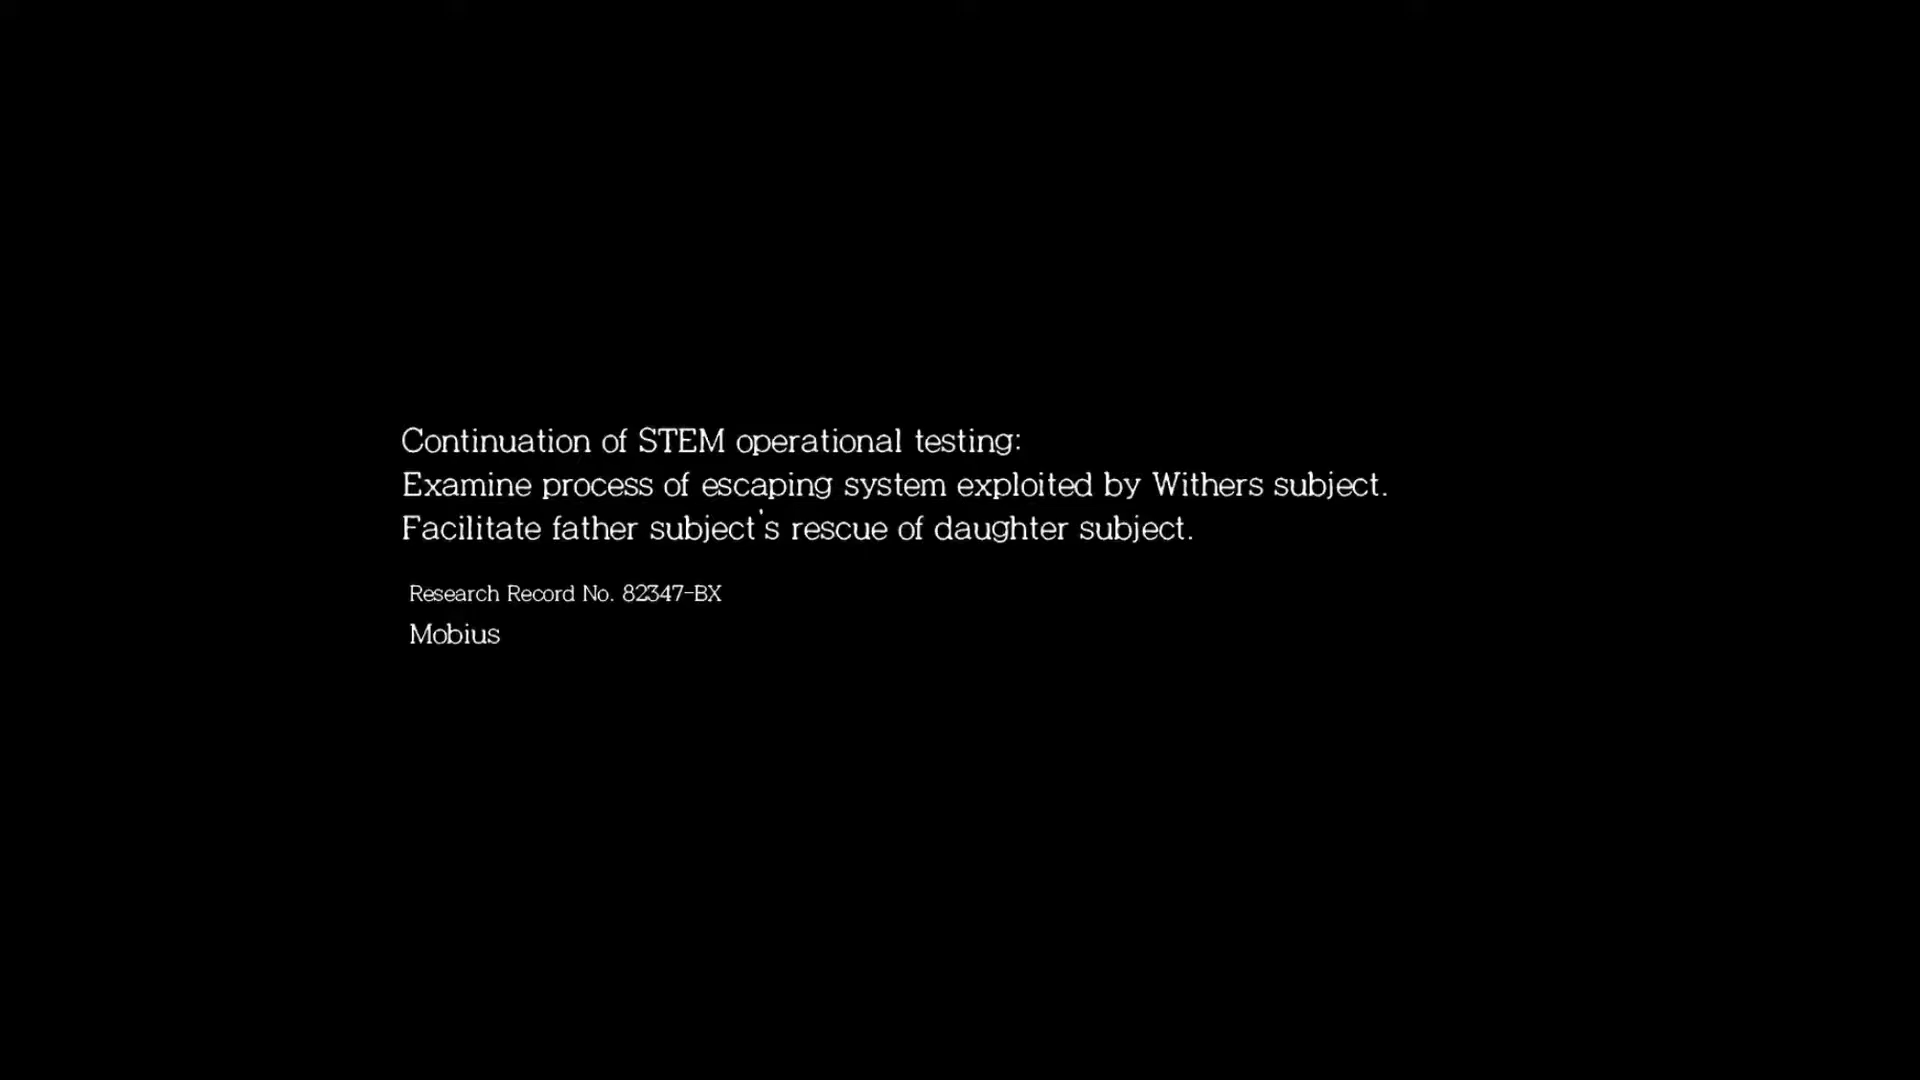 Continuation of STEM operational testing:
Examine process of escaping system exploited by Withers subject.
Facilitate father subject's rescue of daughter subject.
Research Record No. 82347-BX
Mobius